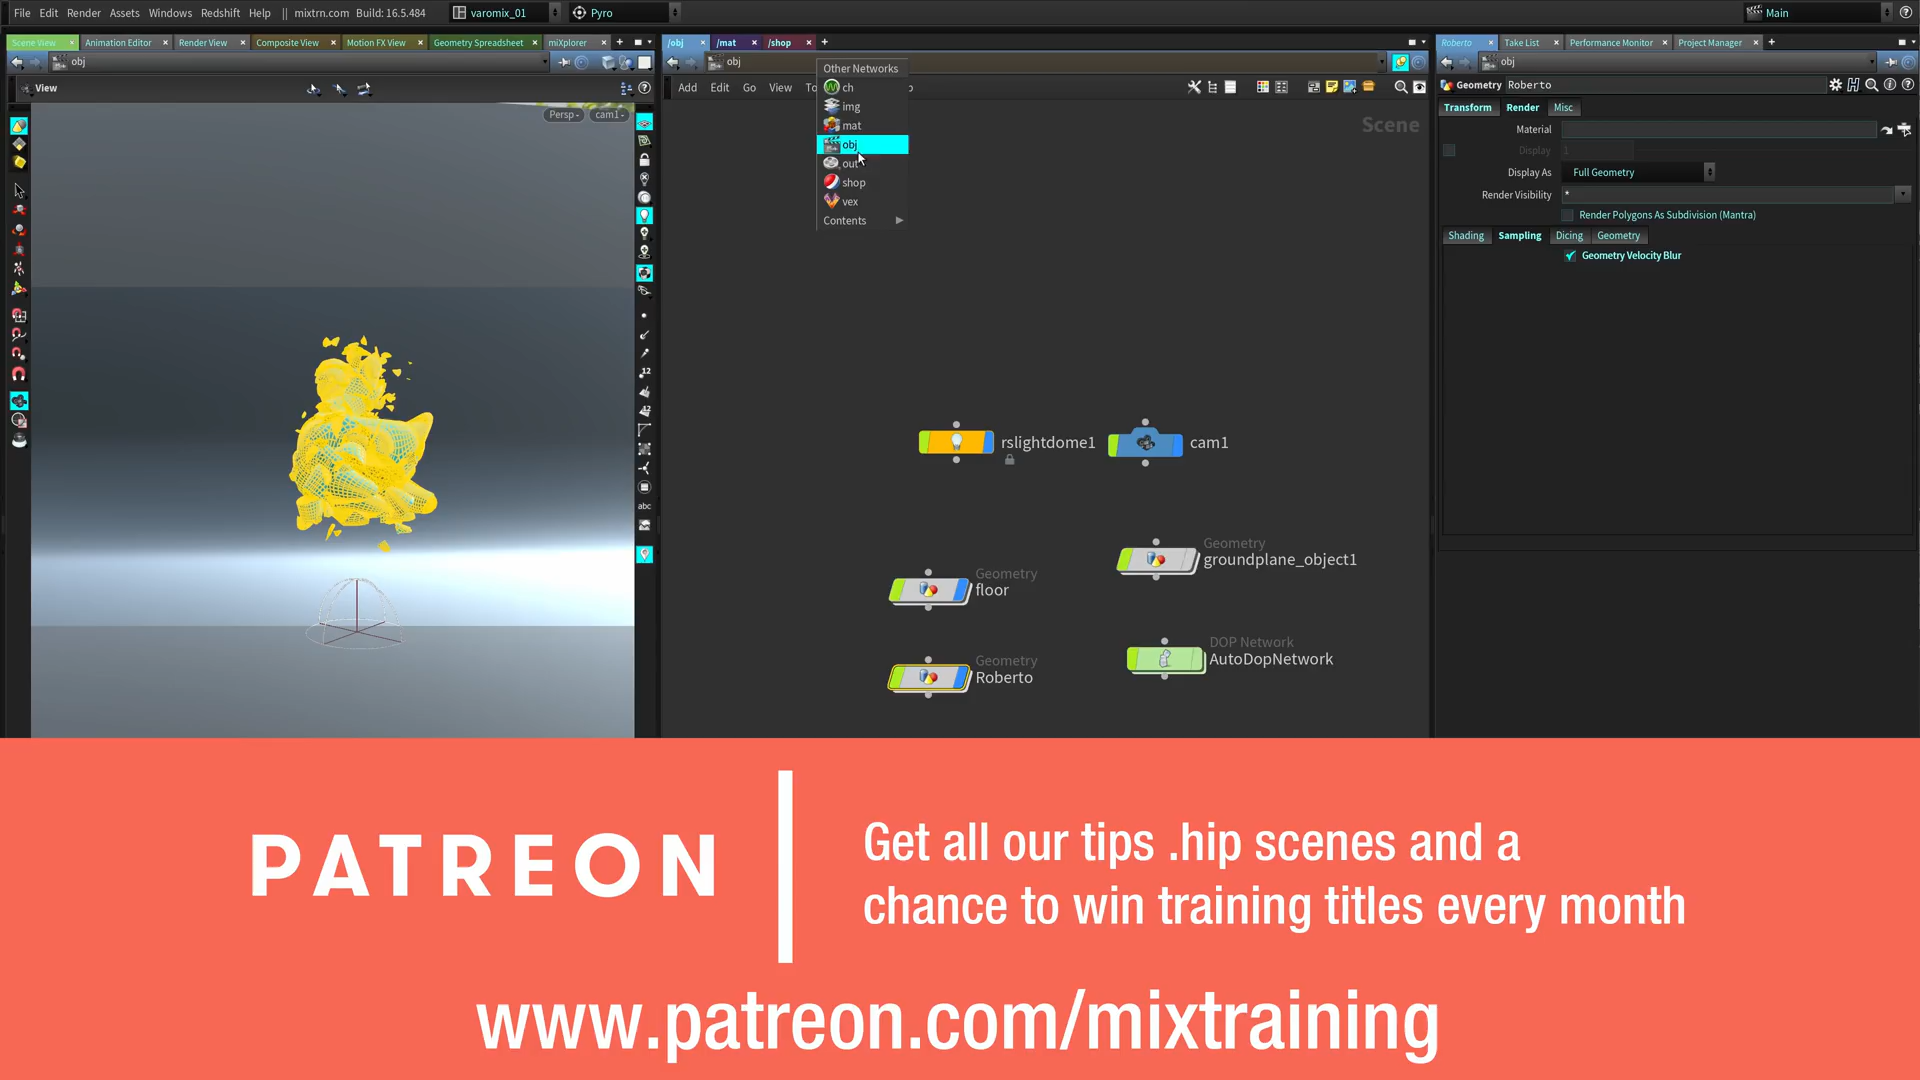 File Edit Render Assets Windows Redshift Help || mixtrn.com Build: 16.5.484 varomix_01 Pyro Main
Scene View Animation Editor Render View Composite View Motion FX View Geometry Spreadsheet miXplorer
obj
View
Persp cam1
12
abc
/obj /mat /shop
obj
Add Edit Go View
Other Networks
ch
img
mat
obj
out
shop
vex
Contents
Scene
rslightdome1
cam1
Geometry
groundplane_object1
Geometry
floor
DOP Network
AutoDopNetwork
Geometry
Roberto
Roberto Take List Performance Monitor Project Manager
obj
Geometry Roberto
Transform Render Misc
Material
Display 1
Display As Full Geometry
Render Visibility *
Render Polygons As Subdivision (Mantra)
Shading Sampling Dicing Geometry
Geometry Velocity Blur
PATREON
Get all our tips .hip scenes and a
chance to win training titles every month
www.patreon.com/mixtraining